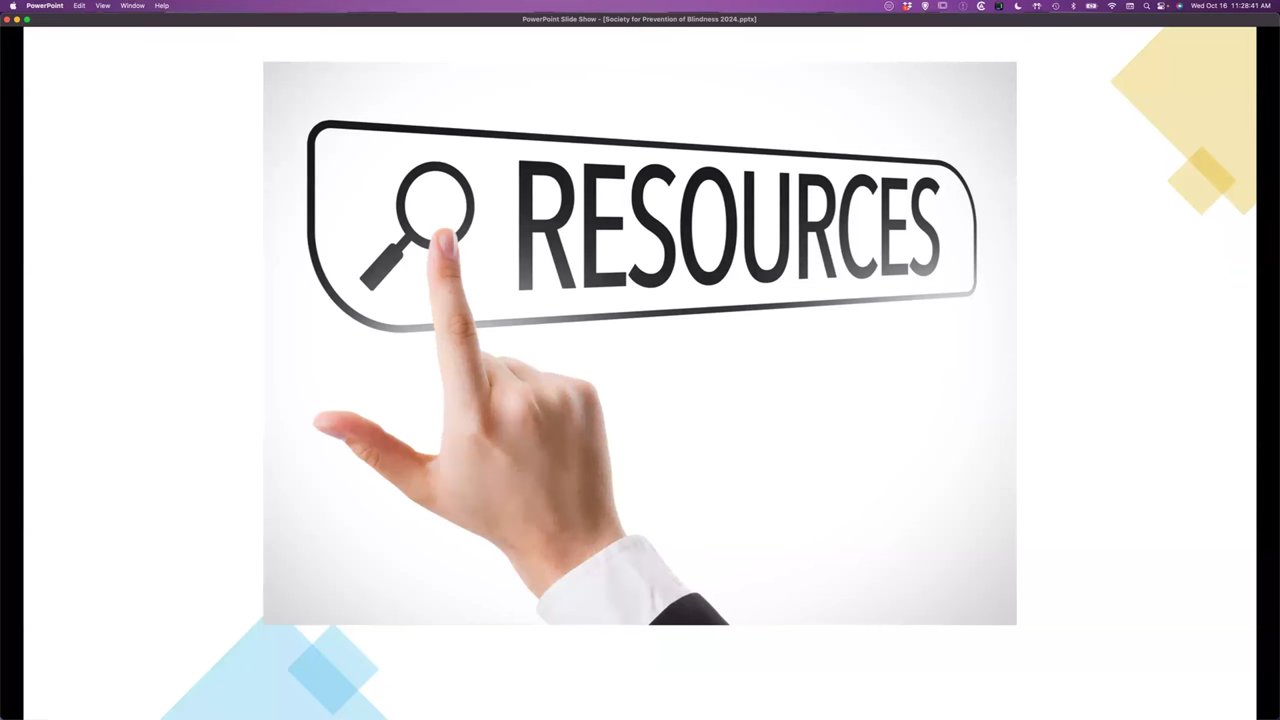 PowerPoint Edit View Window Help Wed Oct 16 11:28:41 AM
PowerPoint Slide Show - [Society for Prevention of Blindness 2024.pptx]
RESOURCES